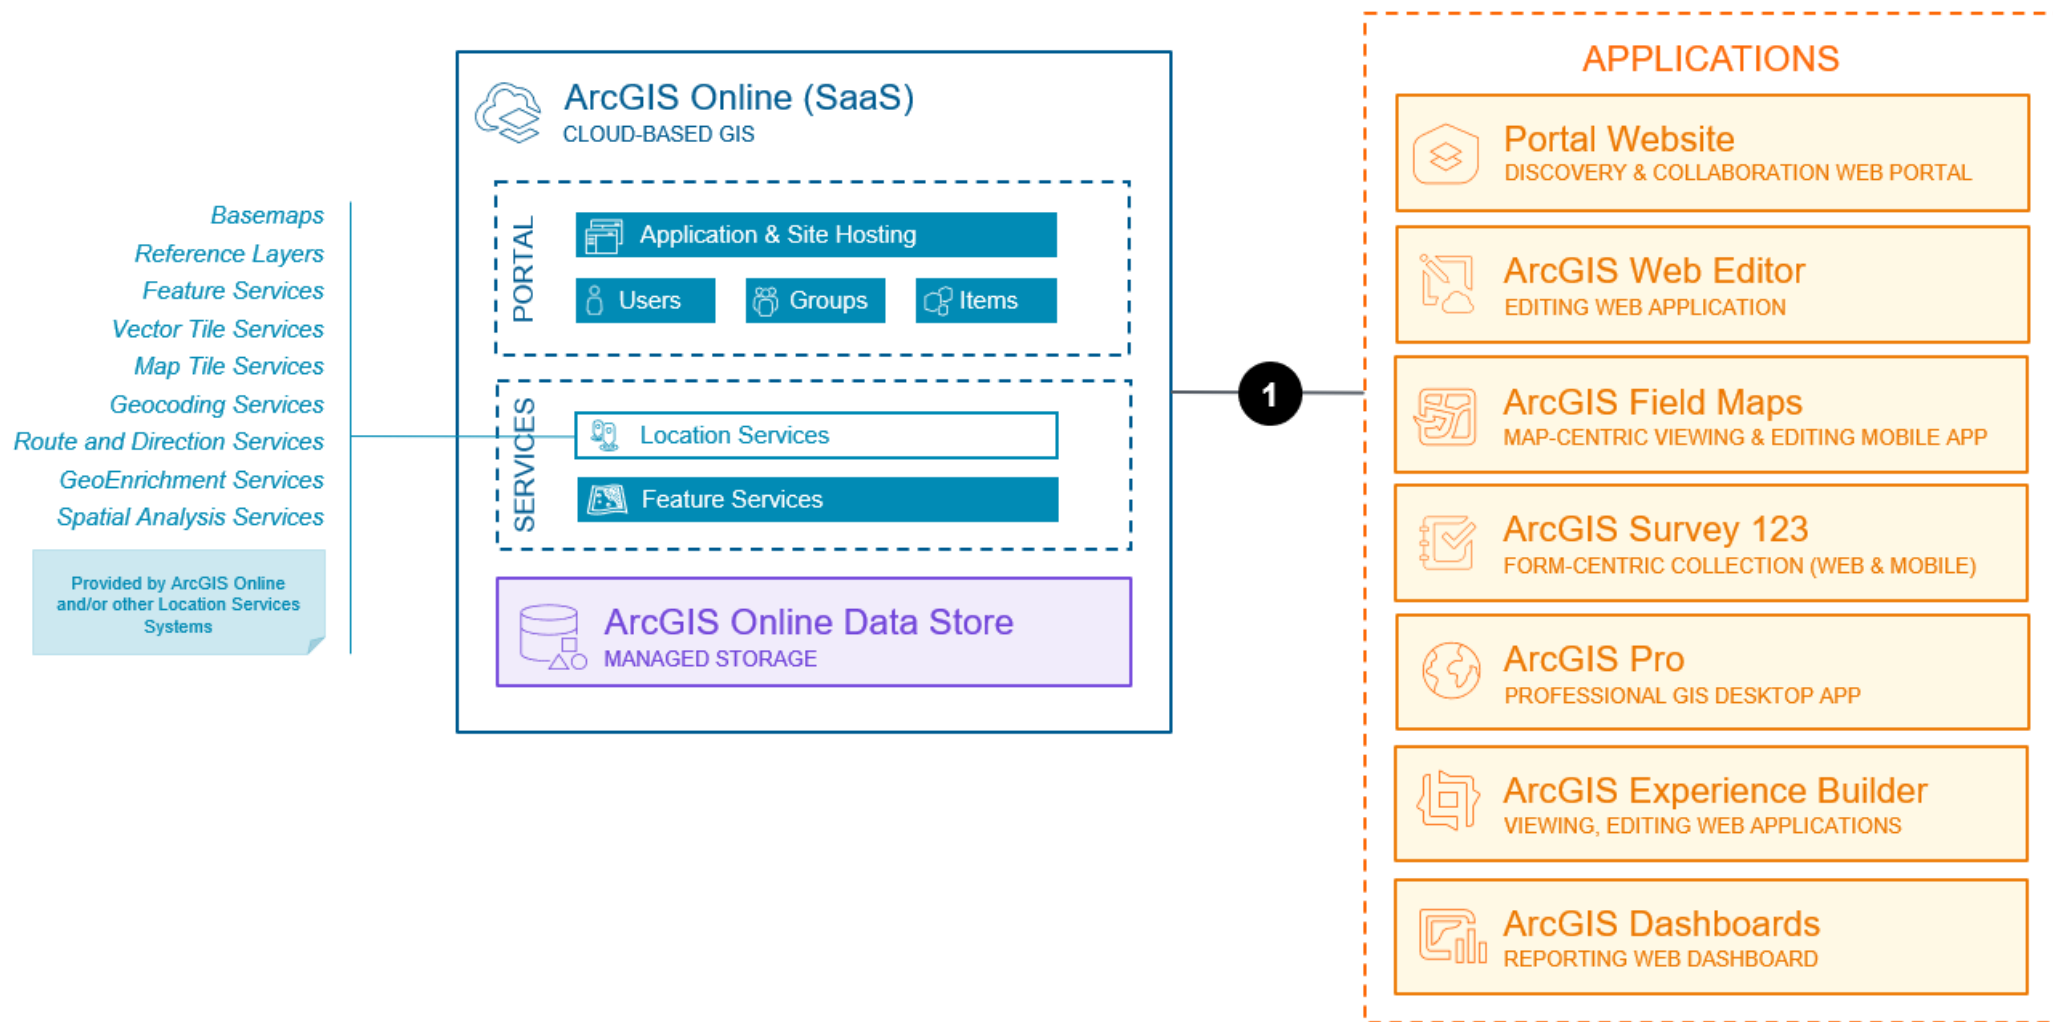 Basemaps
Reference Layers
Feature Services
Vector Tile Services
Map Tile Services
Geocoding Services
Route and Direction Services
GeoEnrichment Services
Spatial Analysis Services
Provided by ArcGIS Online
and/or other Location Services
Systems
ArcGIS Online (SaaS)
CLOUD-BASED GIS
PORTAL
Application & Site Hosting
Users
Groups
Items
SERVICES
Location Services
Feature Services
ArcGIS Online Data Store
MANAGED STORAGE
1
APPLICATIONS
Portal Website
DISCOVERY & COLLABORATION WEB PORTAL
ArcGIS Web Editor
EDITING WEB APPLICATION
ArcGIS Field Maps
MAP-CENTRIC VIEWING & EDITING MOBILE APP
ArcGIS Survey 123
FORM-CENTRIC COLLECTION (WEB & MOBILE)
ArcGIS Pro
PROFESSIONAL GIS DESKTOP APP
ArcGIS Experience Builder
VIEWING, EDITING WEB APPLICATIONS
ArcGIS Dashboards
REPORTING WEB DASHBOARD